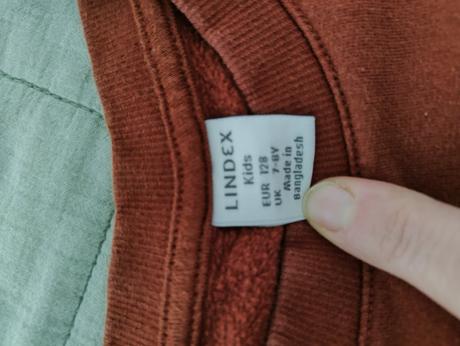 LINDEX
Kids
EUR 128
UK 7-8Y
Made in
Bangladesh